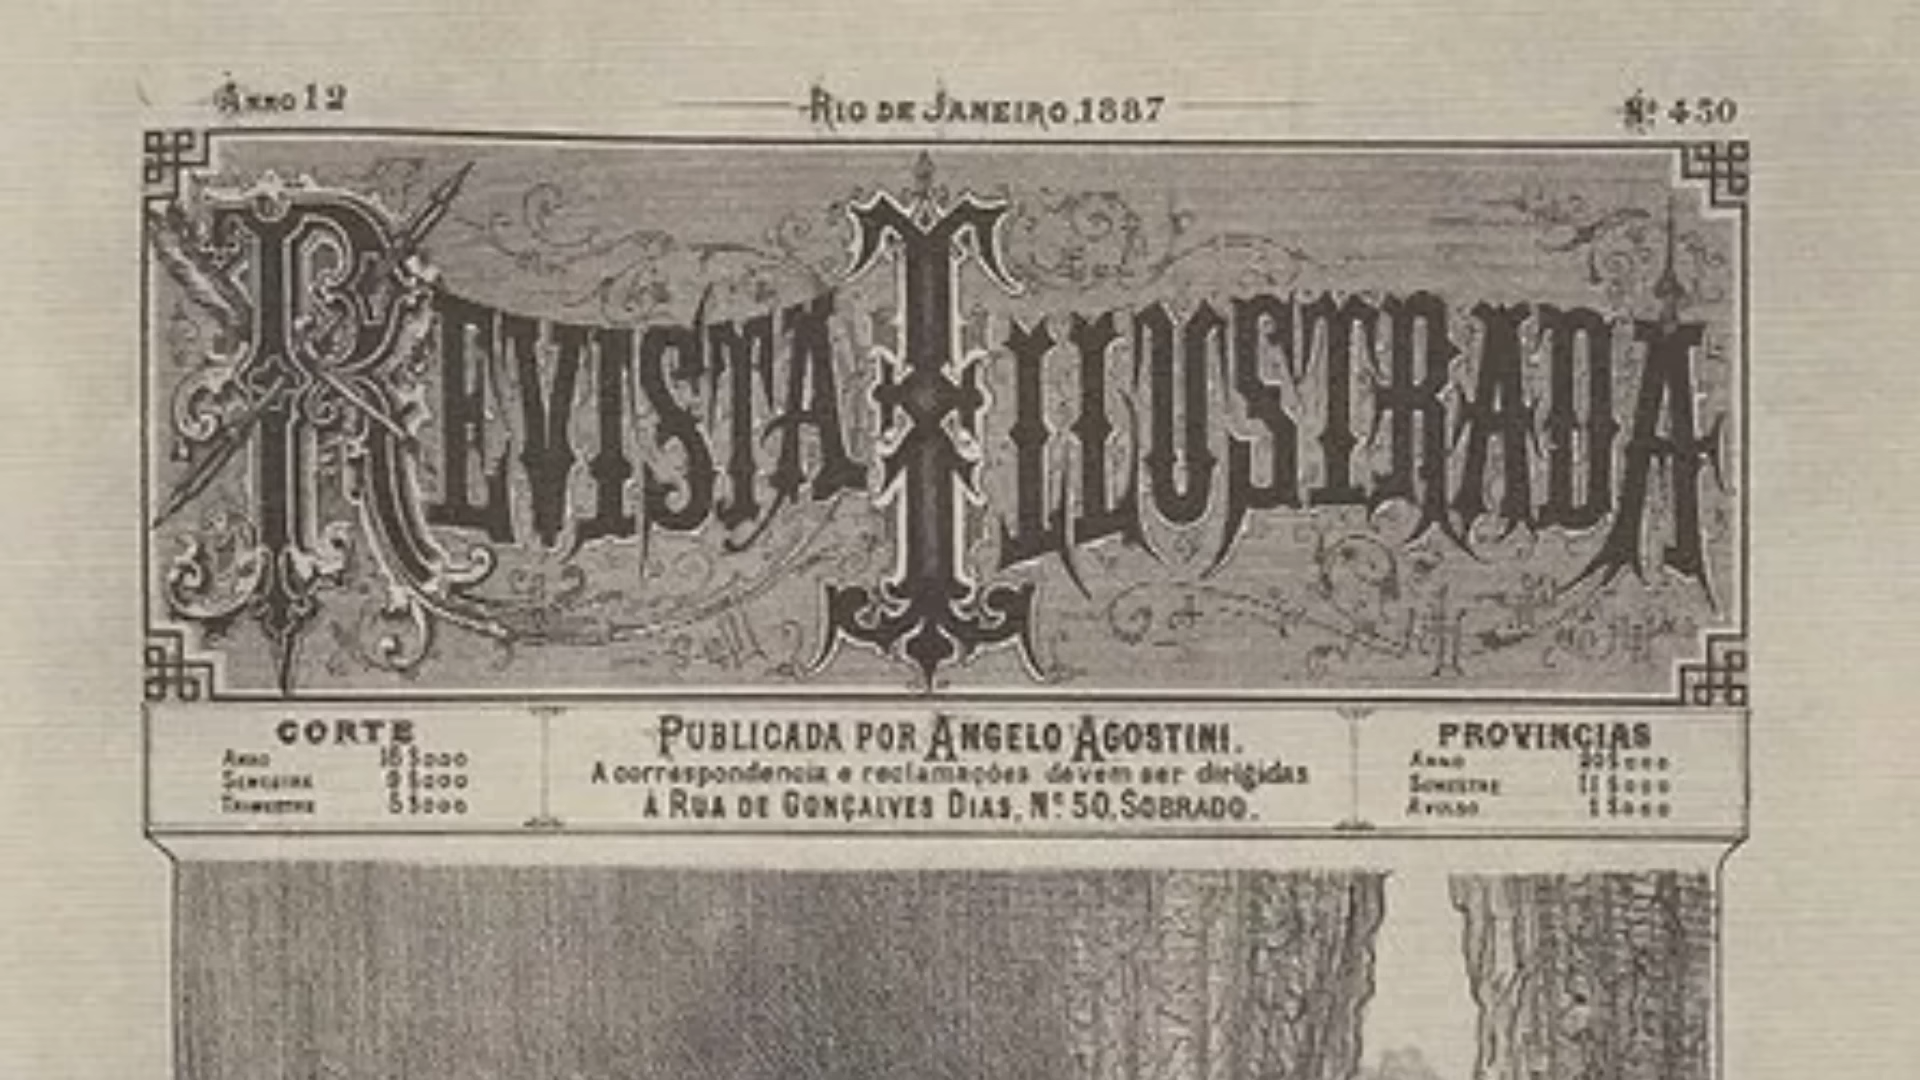 Anno 12
Rio de Janeiro, 1887
Nº 450
REVISTA ILLUSTRADA
CORTE
Anno 16$000
Semestre 9$000
Trimestre 5$000
PUBLICADA POR ANGELO AGOSTINI.
A correspondencia e reclamações devem ser dirigidas
À RUA DE GONÇALVES DIAS, Nº 50, SOBRADO.
PROVINCIAS
Anno 20$000
Semestre 11$000
Avulso 1$000